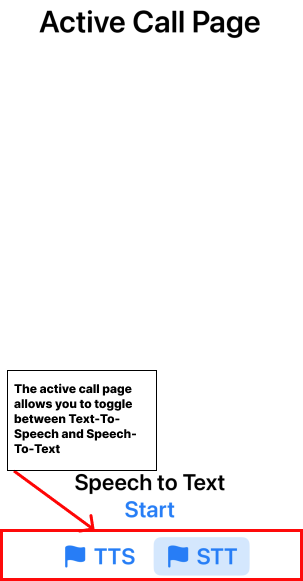 Active Call Page
The active call page
allows you to toggle
between Text-To-
Speech and Speech-
To-Text
Speech to Text
Start
TTS STT